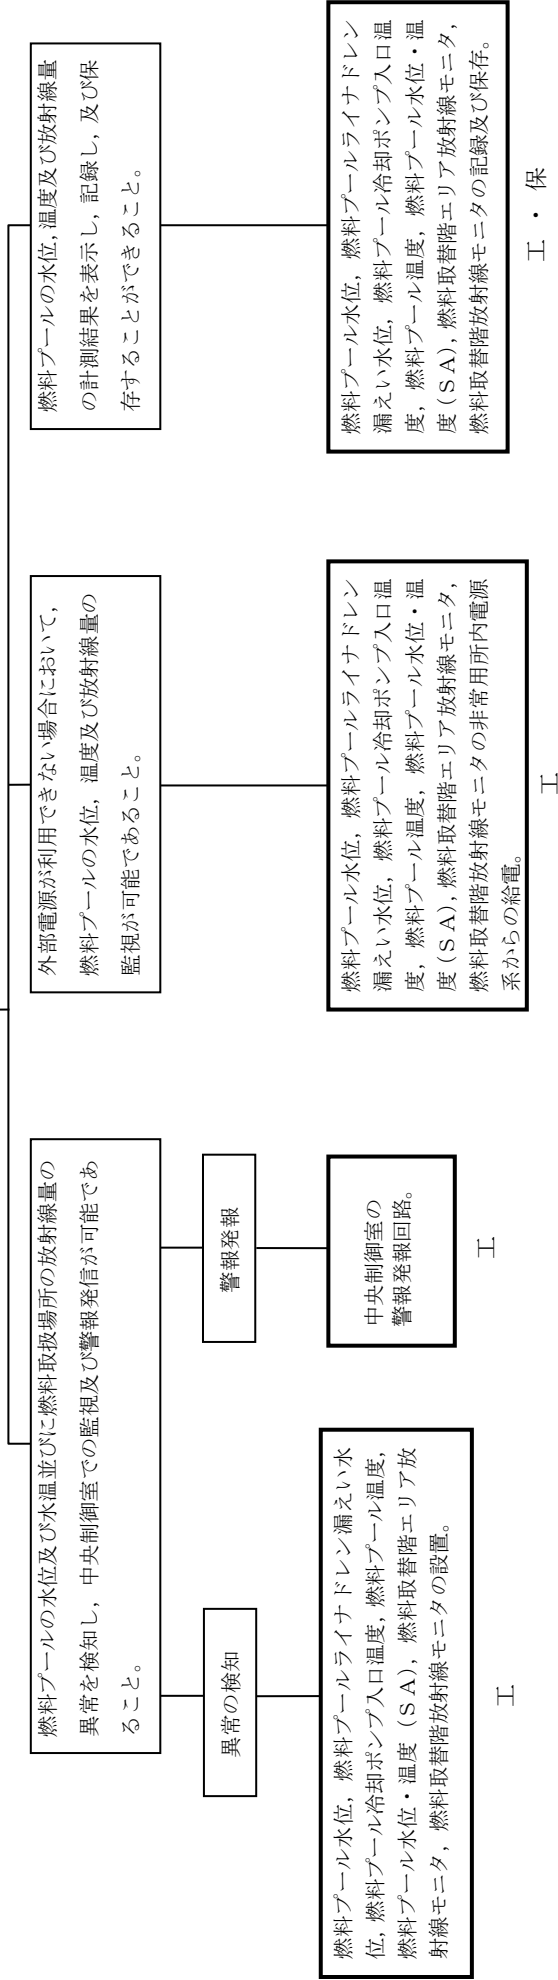 燃料プールの水位及び水温並びに燃料取扱場所の放射線量の
異常を検知し，中央制御室での監視及び警報発信が可能であ
ること。
異常の検知
燃料プール水位，燃料プールライナドレン漏えい水
位，燃料プール冷却ポンプ入口温度，燃料プール温度，
燃料プール水位・温度（ＳＡ），燃料取替階エリア放
射線モニタ，燃料取替階放射線モニタの設置。
工
警報発報
中央制御室の
警報発報回路。
工
外部電源が利用できない場合において，
燃料プールの水位，温度及び放射線量の
監視が可能であること。
燃料プール水位，燃料プールライナドレン
漏えい水位，燃料プール冷却ポンプ入口温
度，燃料プール温度，燃料プール水位・温
度（ＳＡ），燃料取替階エリア放射線モニタ，
燃料取替階放射線モニタの非常用所内電源
系からの給電。
工
燃料プールの水位，温度及び放射線量
の計測結果を表示し，記録し，及び保
存することができること。
燃料プール水位，燃料プールライナドレン
漏えい水位，燃料プール冷却ポンプ入口温
度，燃料プール温度，燃料プール水位・温
度（ＳＡ），燃料取替階エリア放射線モニタ，
燃料取替階放射線モニタの記録及び保存。
工・保